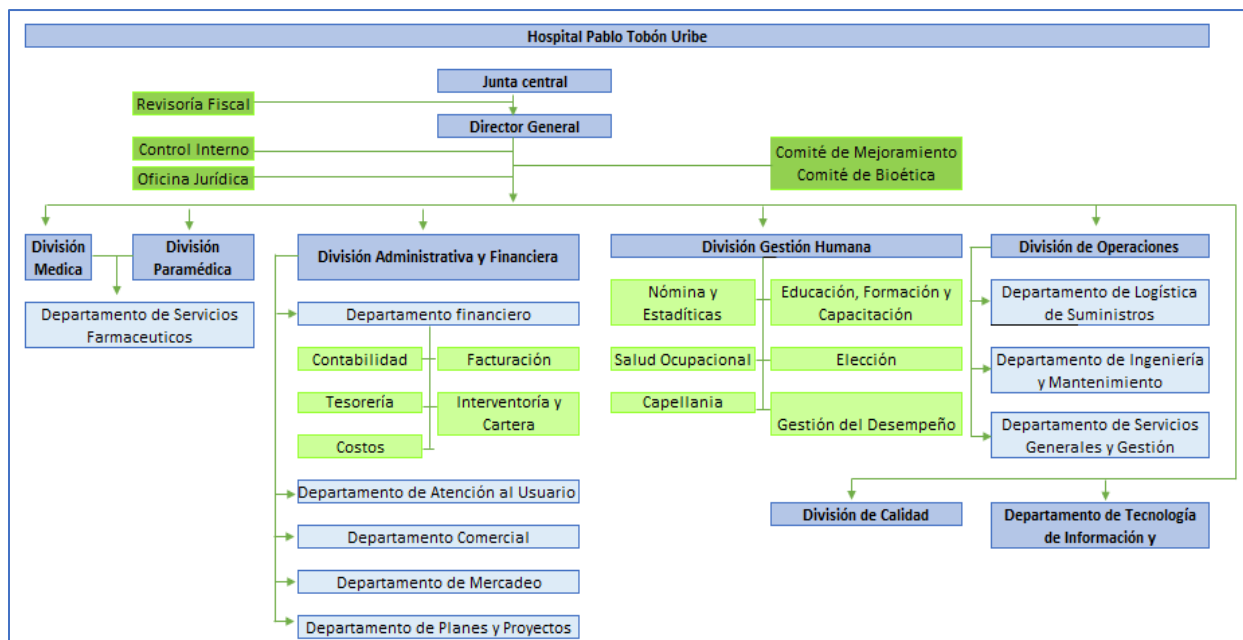 Hospital Pablo Tobón Uribe
Junta central
Revisoría Fiscal
Director General
Control Interno
Oficina Jurídica
Comité de Mejoramiento
Comité de Bioética
División
Medica
División
Paramédica
División Administrativa y Financiera
División Gestión Humana
División de Operaciones
Departamento de Servicios
Farmaceuticos
Departamento financiero
Contabilidad
Facturación
Tesorería
Interventoría y
Cartera
Costos
Departamento de Atención al Usuario
Departamento Comercial
Departamento de Mercadeo
Departamento de Planes y Proyectos
Nómina y
Estadíticas
Educación, Formación y
Capacitación
Salud Ocupacional
Elección
Capellania
Gestión del Desempeño
Departamento de Logística
de Suministros
Departamento de Ingeniería
y Mantenimiento
Departamento de Servicios
Generales y Gestión
División de Calidad
Departamento de Tecnología
de Información y